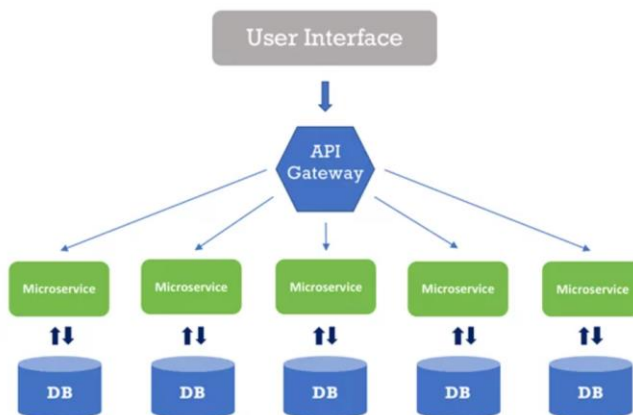 User Interface
API
Gateway
Microservice
Microservice
Microservice
Microservice
Microservice
DB
DB
DB
DB
DB